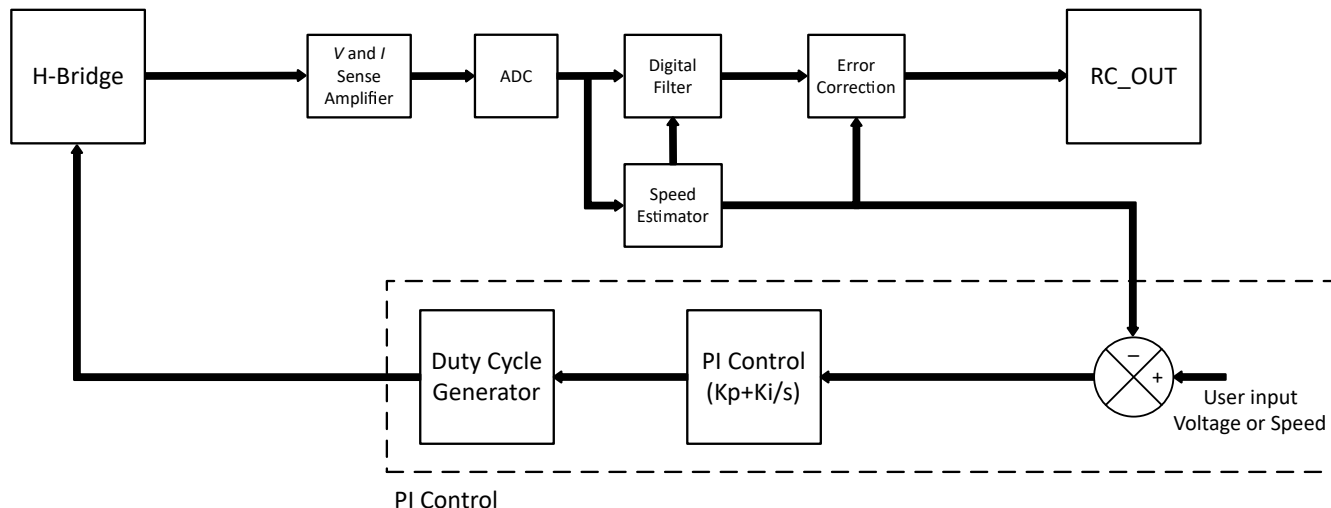 H-Bridge
V and I
Sense
Amplifier
ADC
Digital
Filter
Error
Correction
RC_OUT
Speed
Estimator
Duty Cycle
Generator
PI Control
(Kp+Ki/s)
−
+
User input
Voltage or Speed
PI Control